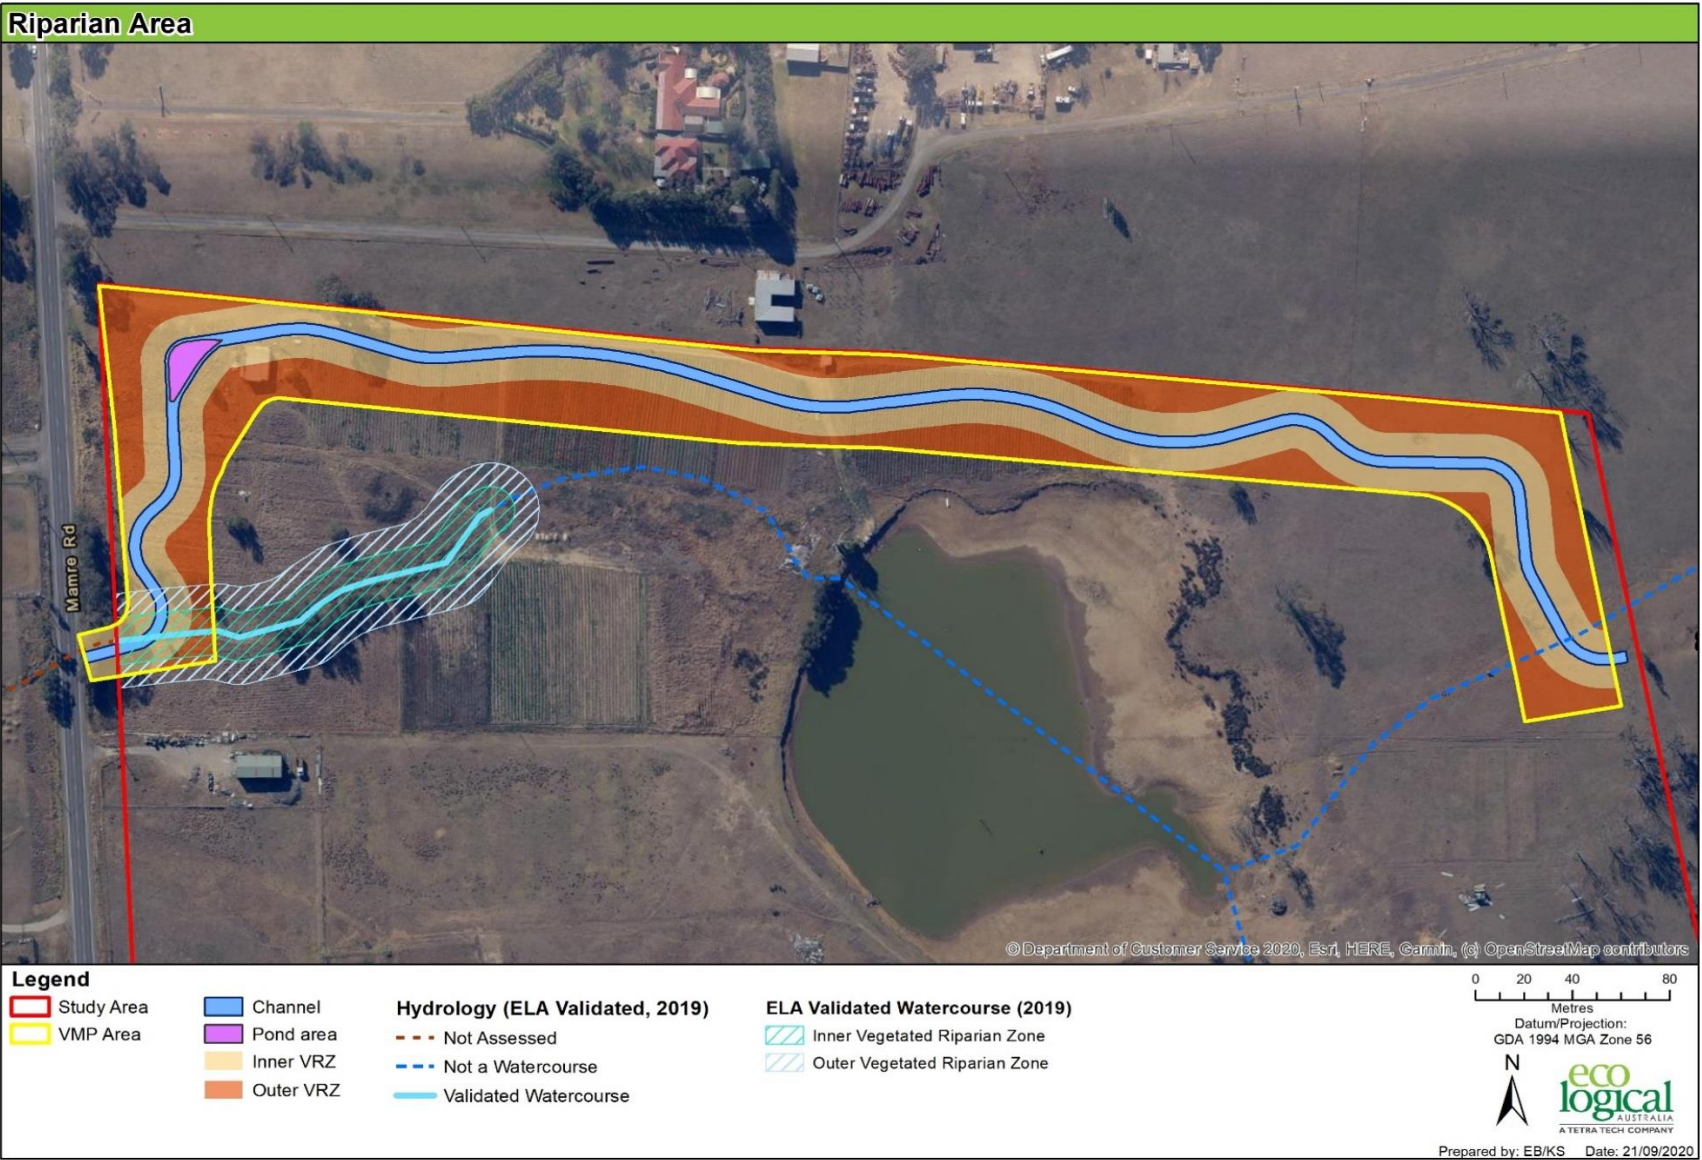 Riparian Area
Mamre Rd
© Department of Customer Service 2020, Esri, HERE, Garmin, (c) OpenStreetMap contributors
Legend
Study Area
VMP Area
Channel
Pond area
Inner VRZ
Outer VRZ
Hydrology (ELA Validated, 2019)
Not Assessed
Not a Watercourse
Validated Watercourse
ELA Validated Watercourse (2019)
Inner Vegetated Riparian Zone
Outer Vegetated Riparian Zone
0 20 40 80
Metres
Datum/Projection:
GDA 1994 MGA Zone 56
N
eco
logical
AUSTRALIA
A TETRA TECH COMPANY
Prepared by: EB/KS Date: 21/09/2020